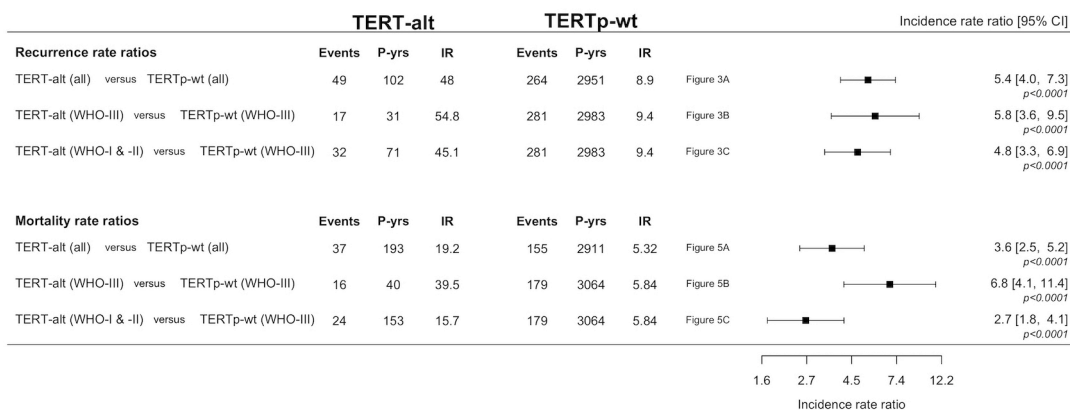 TERT-alt TERTp-wt Incidence rate ratio [95% CI]
Recurrence rate ratios Events P-yrs IR Events P-yrs IR
TERT-alt (all) versus TERTp-wt (all) 49 102 48 264 2951 8.9 Figure 3A 5.4 [4.0, 7.3]
p<0.0001
TERT-alt (WHO-III) versus TERTp-wt (WHO-III) 17 31 54.8 281 2983 9.4 Figure 3B 5.8 [3.6, 9.5]
p<0.0001
TERT-alt (WHO-I & -II) versus TERTp-wt (WHO-III) 32 71 45.1 281 2983 9.4 Figure 3C 4.8 [3.3, 6.9]
p<0.0001
Mortality rate ratios Events P-yrs IR Events P-yrs IR
TERT-alt (all) versus TERTp-wt (all) 37 193 19.2 155 2911 5.32 Figure 5A 3.6 [2.5, 5.2]
p<0.0001
TERT-alt (WHO-III) versus TERTp-wt (WHO-III) 16 40 39.5 179 3064 5.84 Figure 5B 6.8 [4.1, 11.4]
p<0.0001
TERT-alt (WHO-I & -II) versus TERTp-wt (WHO-III) 24 153 15.7 179 3064 5.84 Figure 5C 2.7 [1.8, 4.1]
p<0.0001
1.6 2.7 4.5 7.4 12.2
Incidence rate ratio